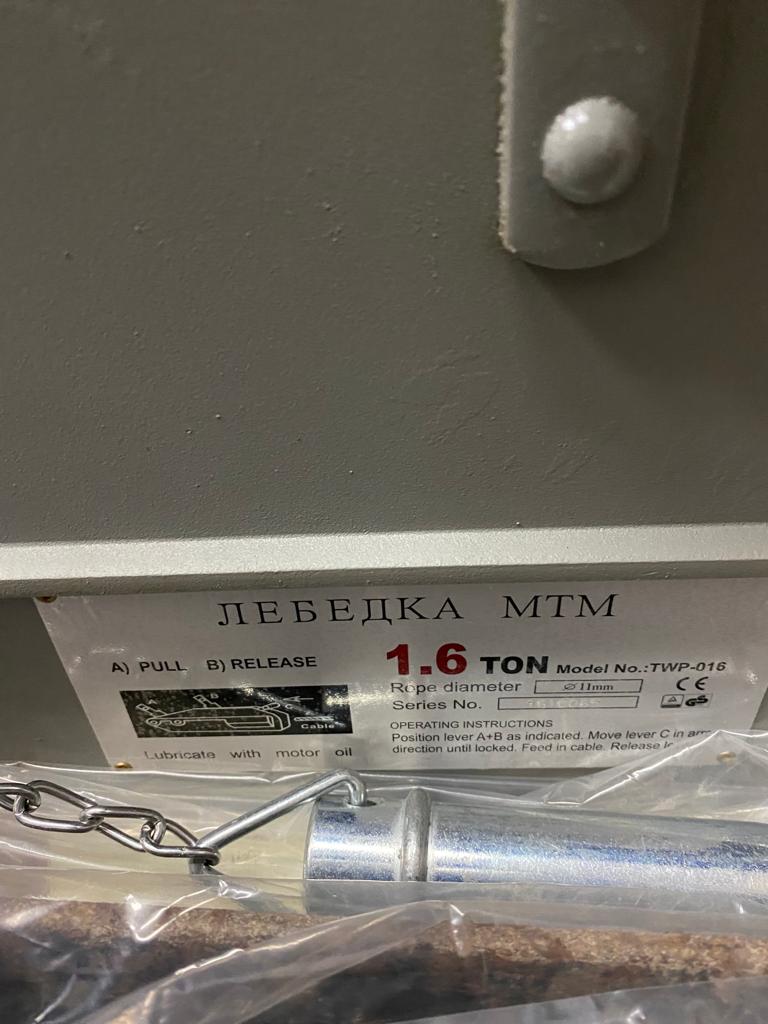 ЛЕБЕДКА МТМ
A) PULL B) RELEASE
1.6 TON Model No.:TWP-016
Rope diameter ⌀11mm
Series No.
A
B
C
Cable
CE
GS
OPERATING INSTRUCTIONS
Position lever A+B as indicated. Move lever C in
direction until locked. Feed in cable. Release
Lubricate with motor oil